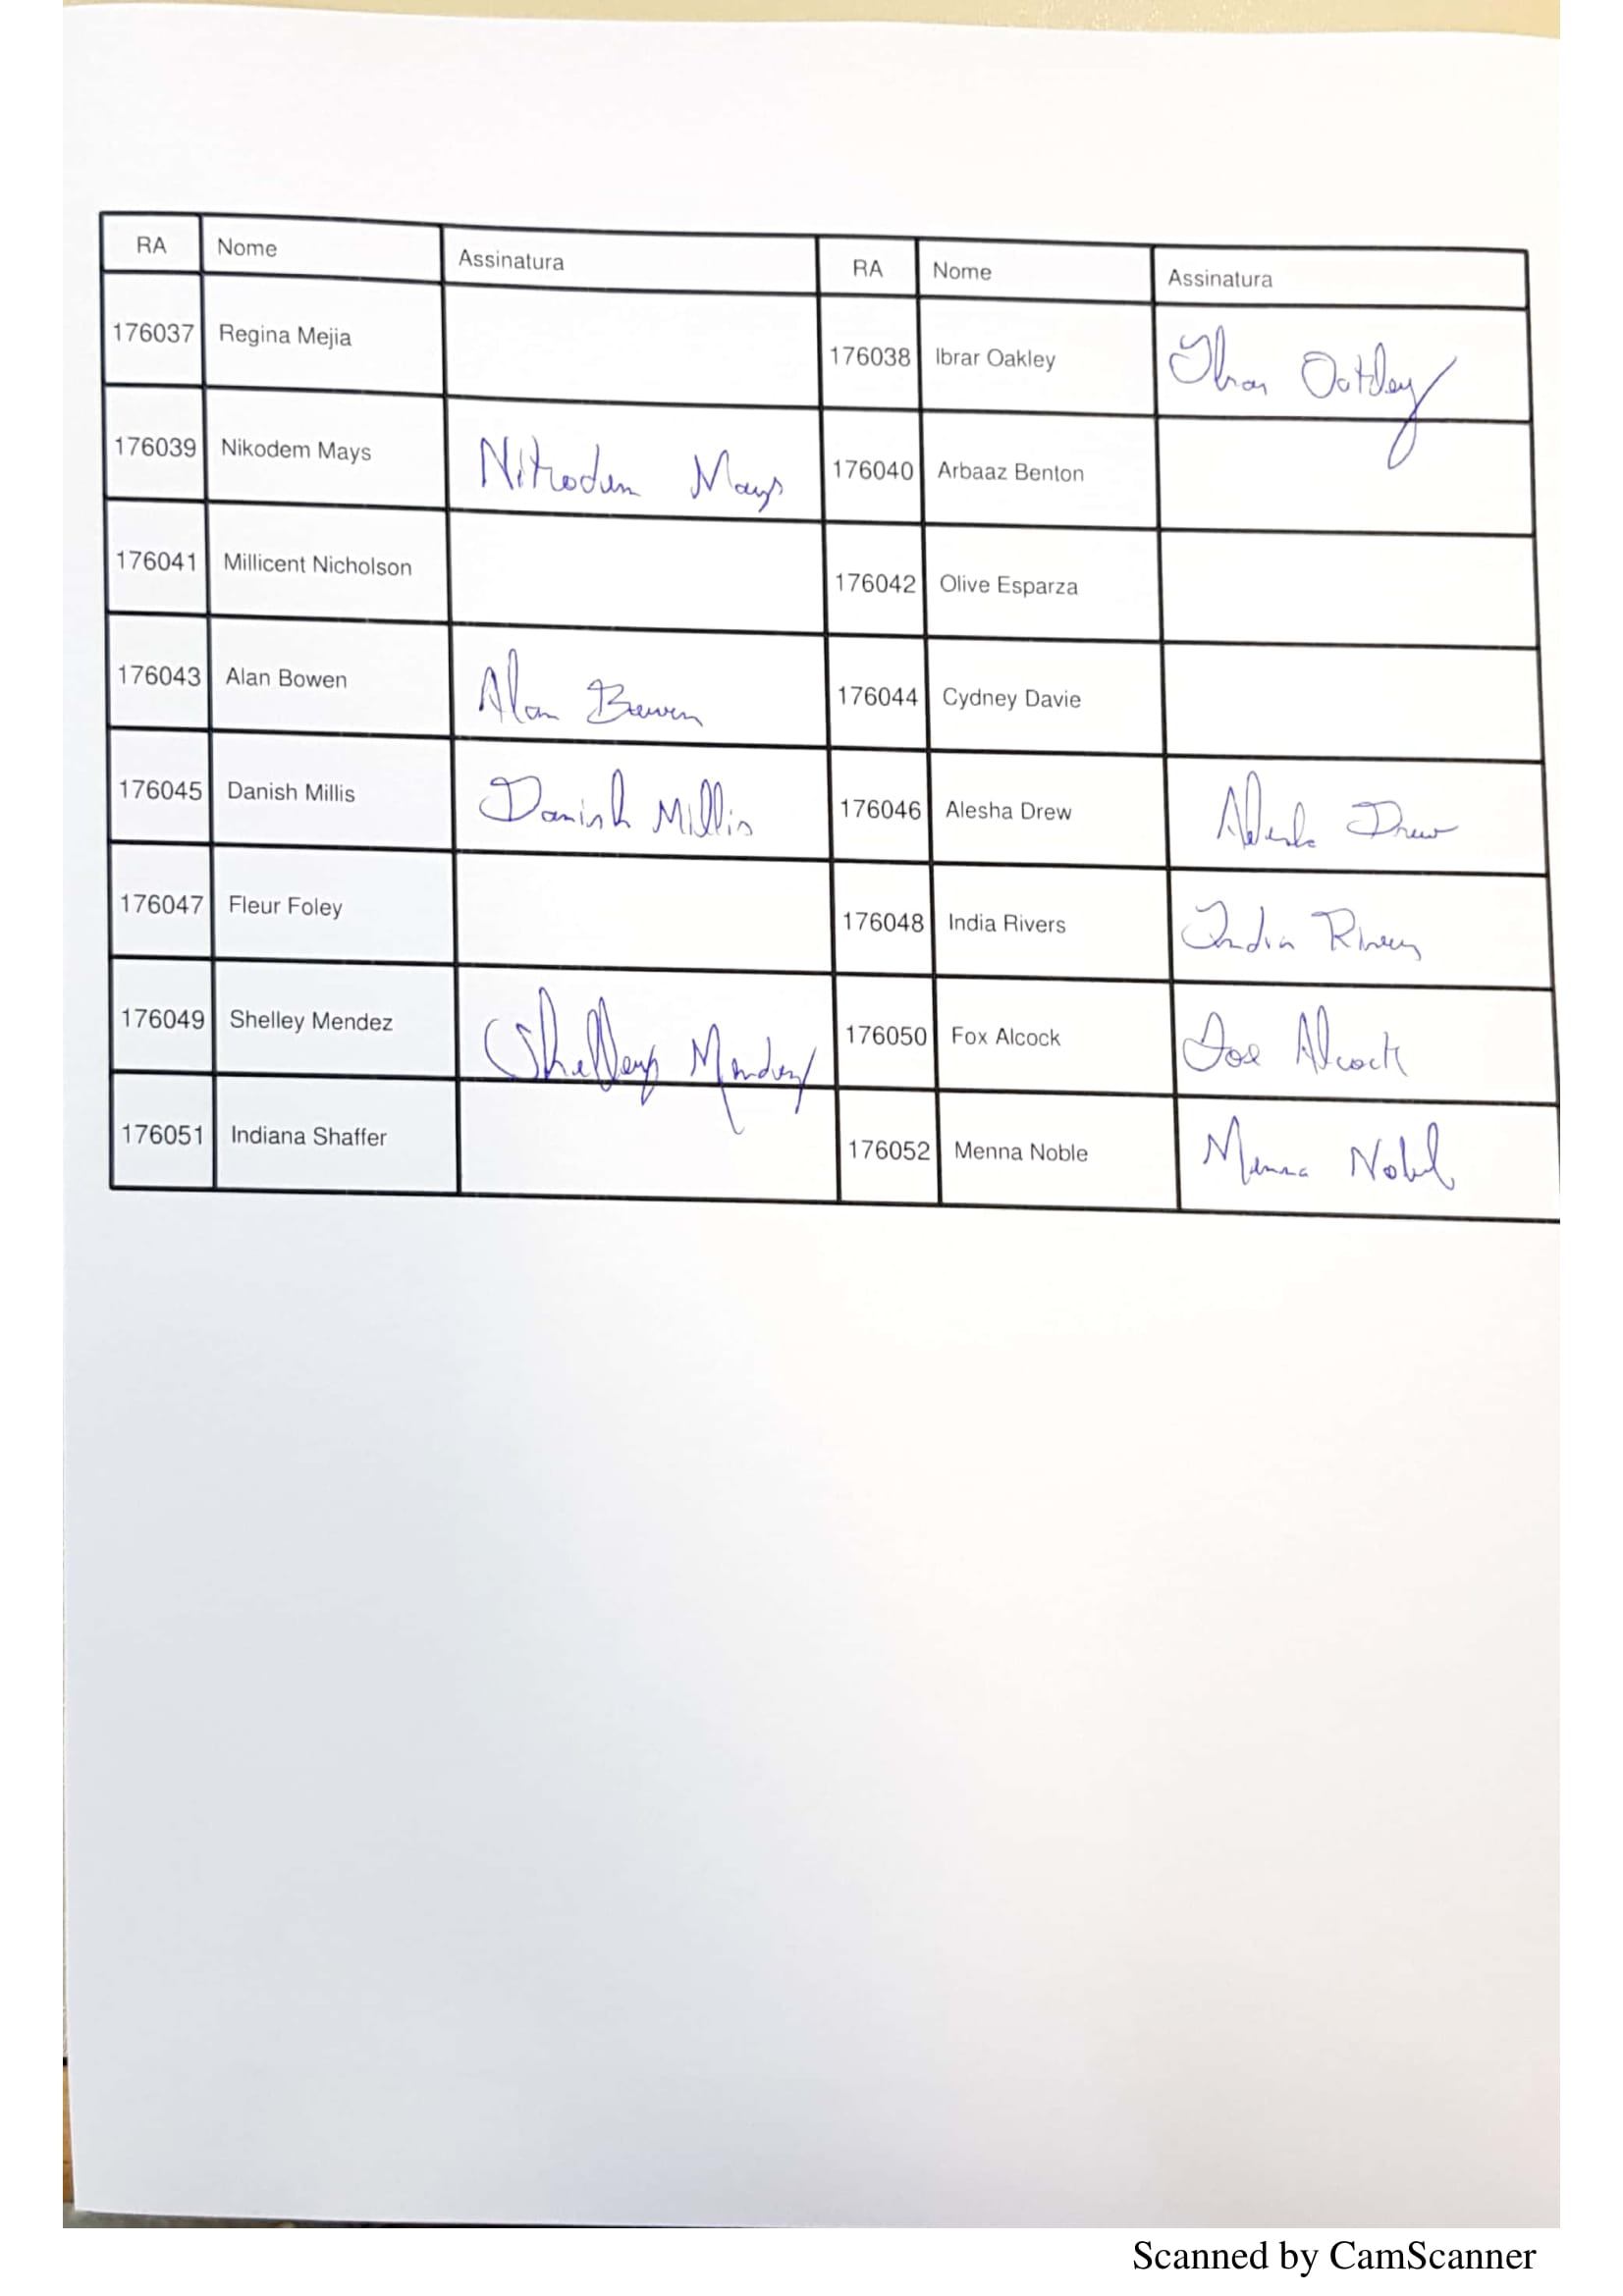 RA Nome Assinatura RA Nome Assinatura
176037 Regina Mejia 176038 Ibrar Oakley Ibrar Oakley
176039 Nikodem Mays Nikodem Mays 176040 Arbaaz Benton
176041 Millicent Nicholson 176042 Olive Esparza
176043 Alan Bowen Alan Bowen 176044 Cydney Davie
176045 Danish Millis Danish Millis 176046 Alesha Drew Alesha Drew
176047 Fleur Foley 176048 India Rivers India Rivers
176049 Shelley Mendez Shelley Mendez 176050 Fox Alcock Fox Alcock
176051 Indiana Shaffer 176052 Menna Noble Menna Noble
Scanned by CamScanner